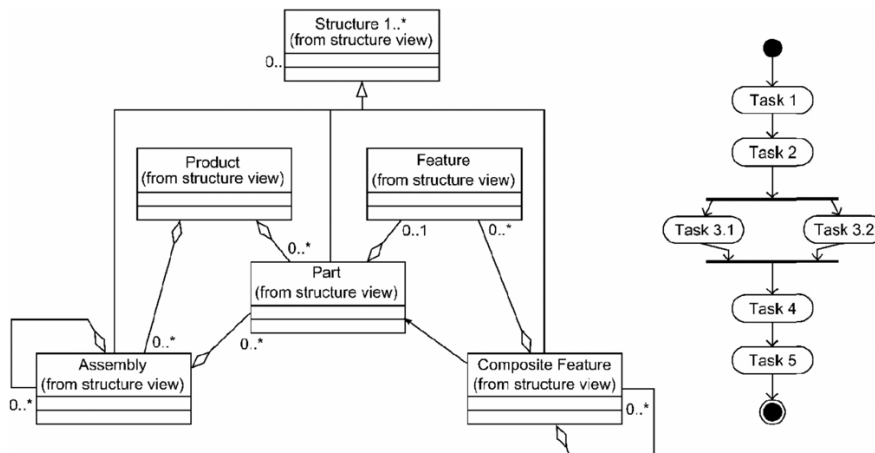 Structure 1..*
(from structure view)
0..
Product
(from structure view)
Feature
(from structure view)
0..*
0..1
0..*
Part
(from structure view)
0..*
0..*
Assembly
(from structure view)
0..*
Composite Feature
(from structure view)
0..*
Task 1
Task 2
Task 3.1
Task 3.2
Task 4
Task 5